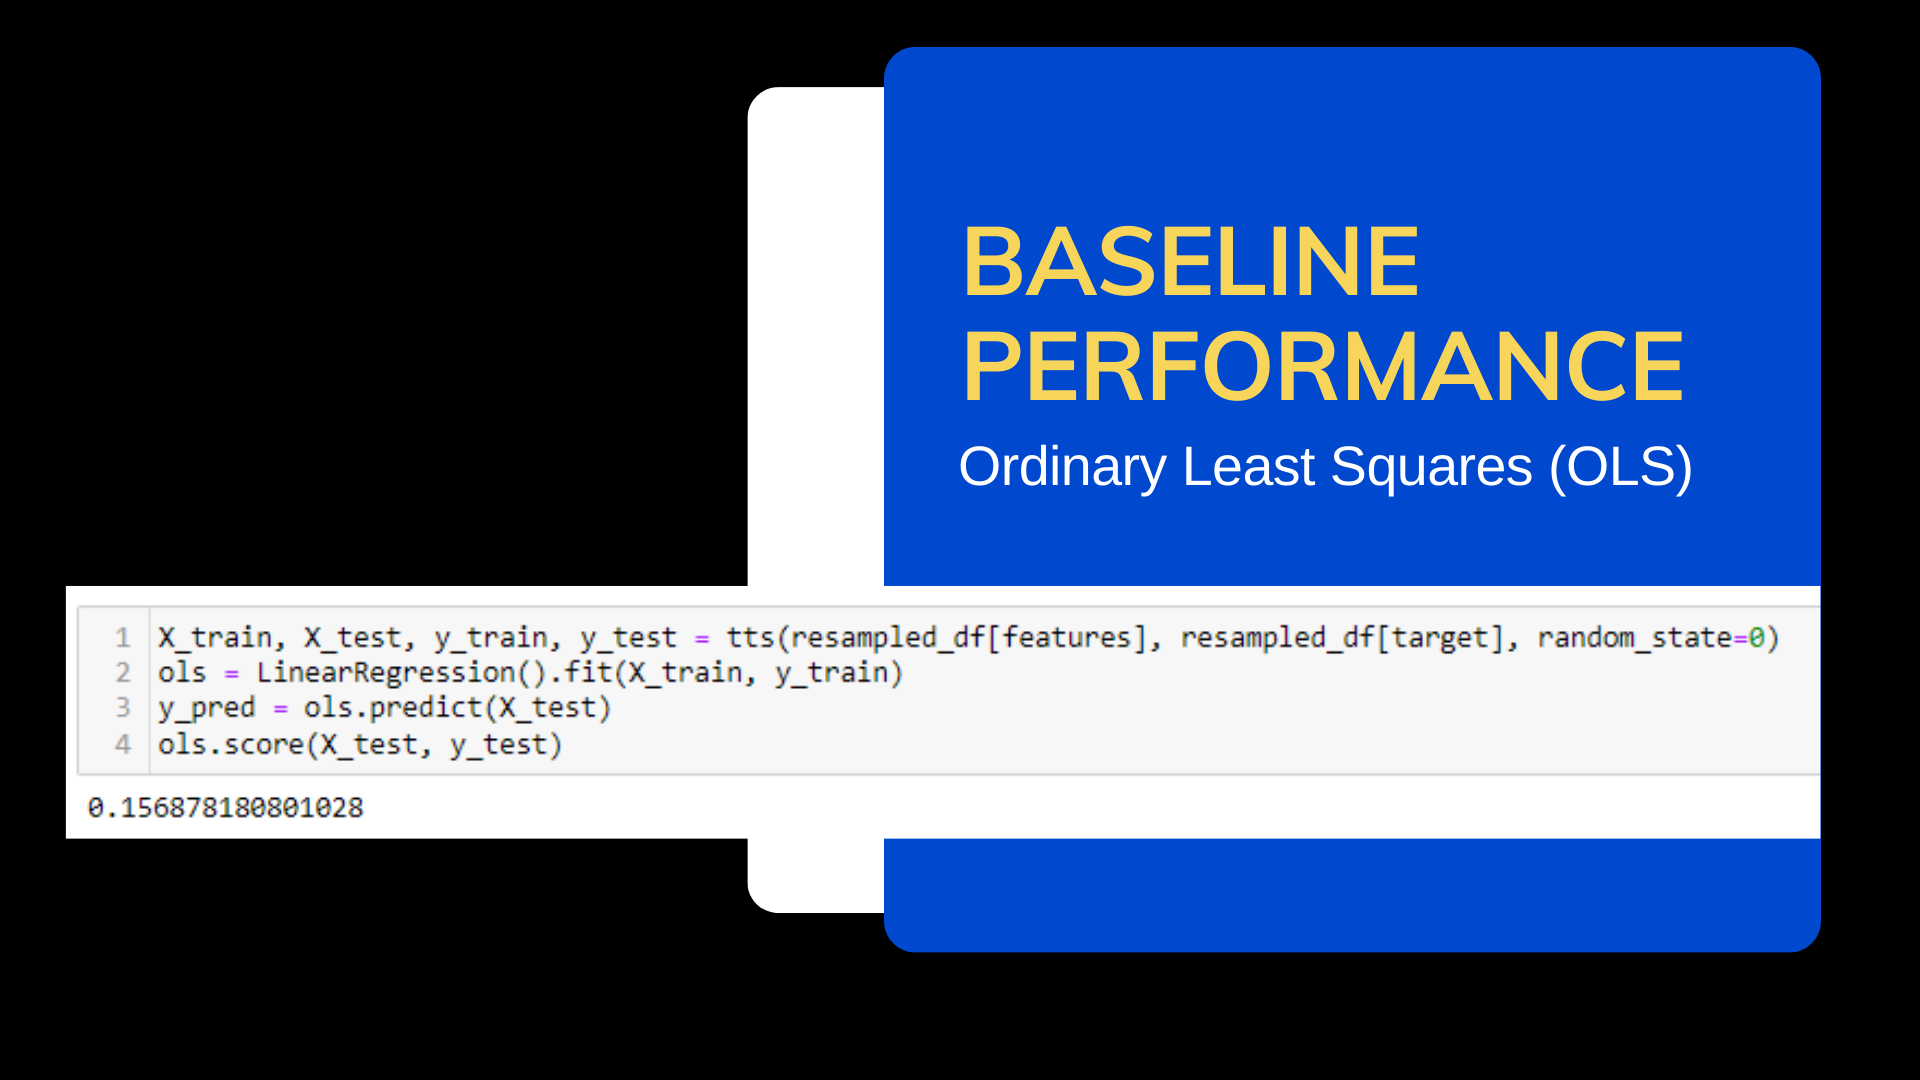 BASELINE
PERFORMANCE
Ordinary Least Squares (OLS)
1 X_train, X_test, y_train, y_test = tts(resampled_df[features], resampled_df[target], random_state=0)
2 ols = LinearRegression().fit(X_train, y_train)
3 y_pred = ols.predict(X_test)
4 ols.score(X_test, y_test)
0.156878180801028